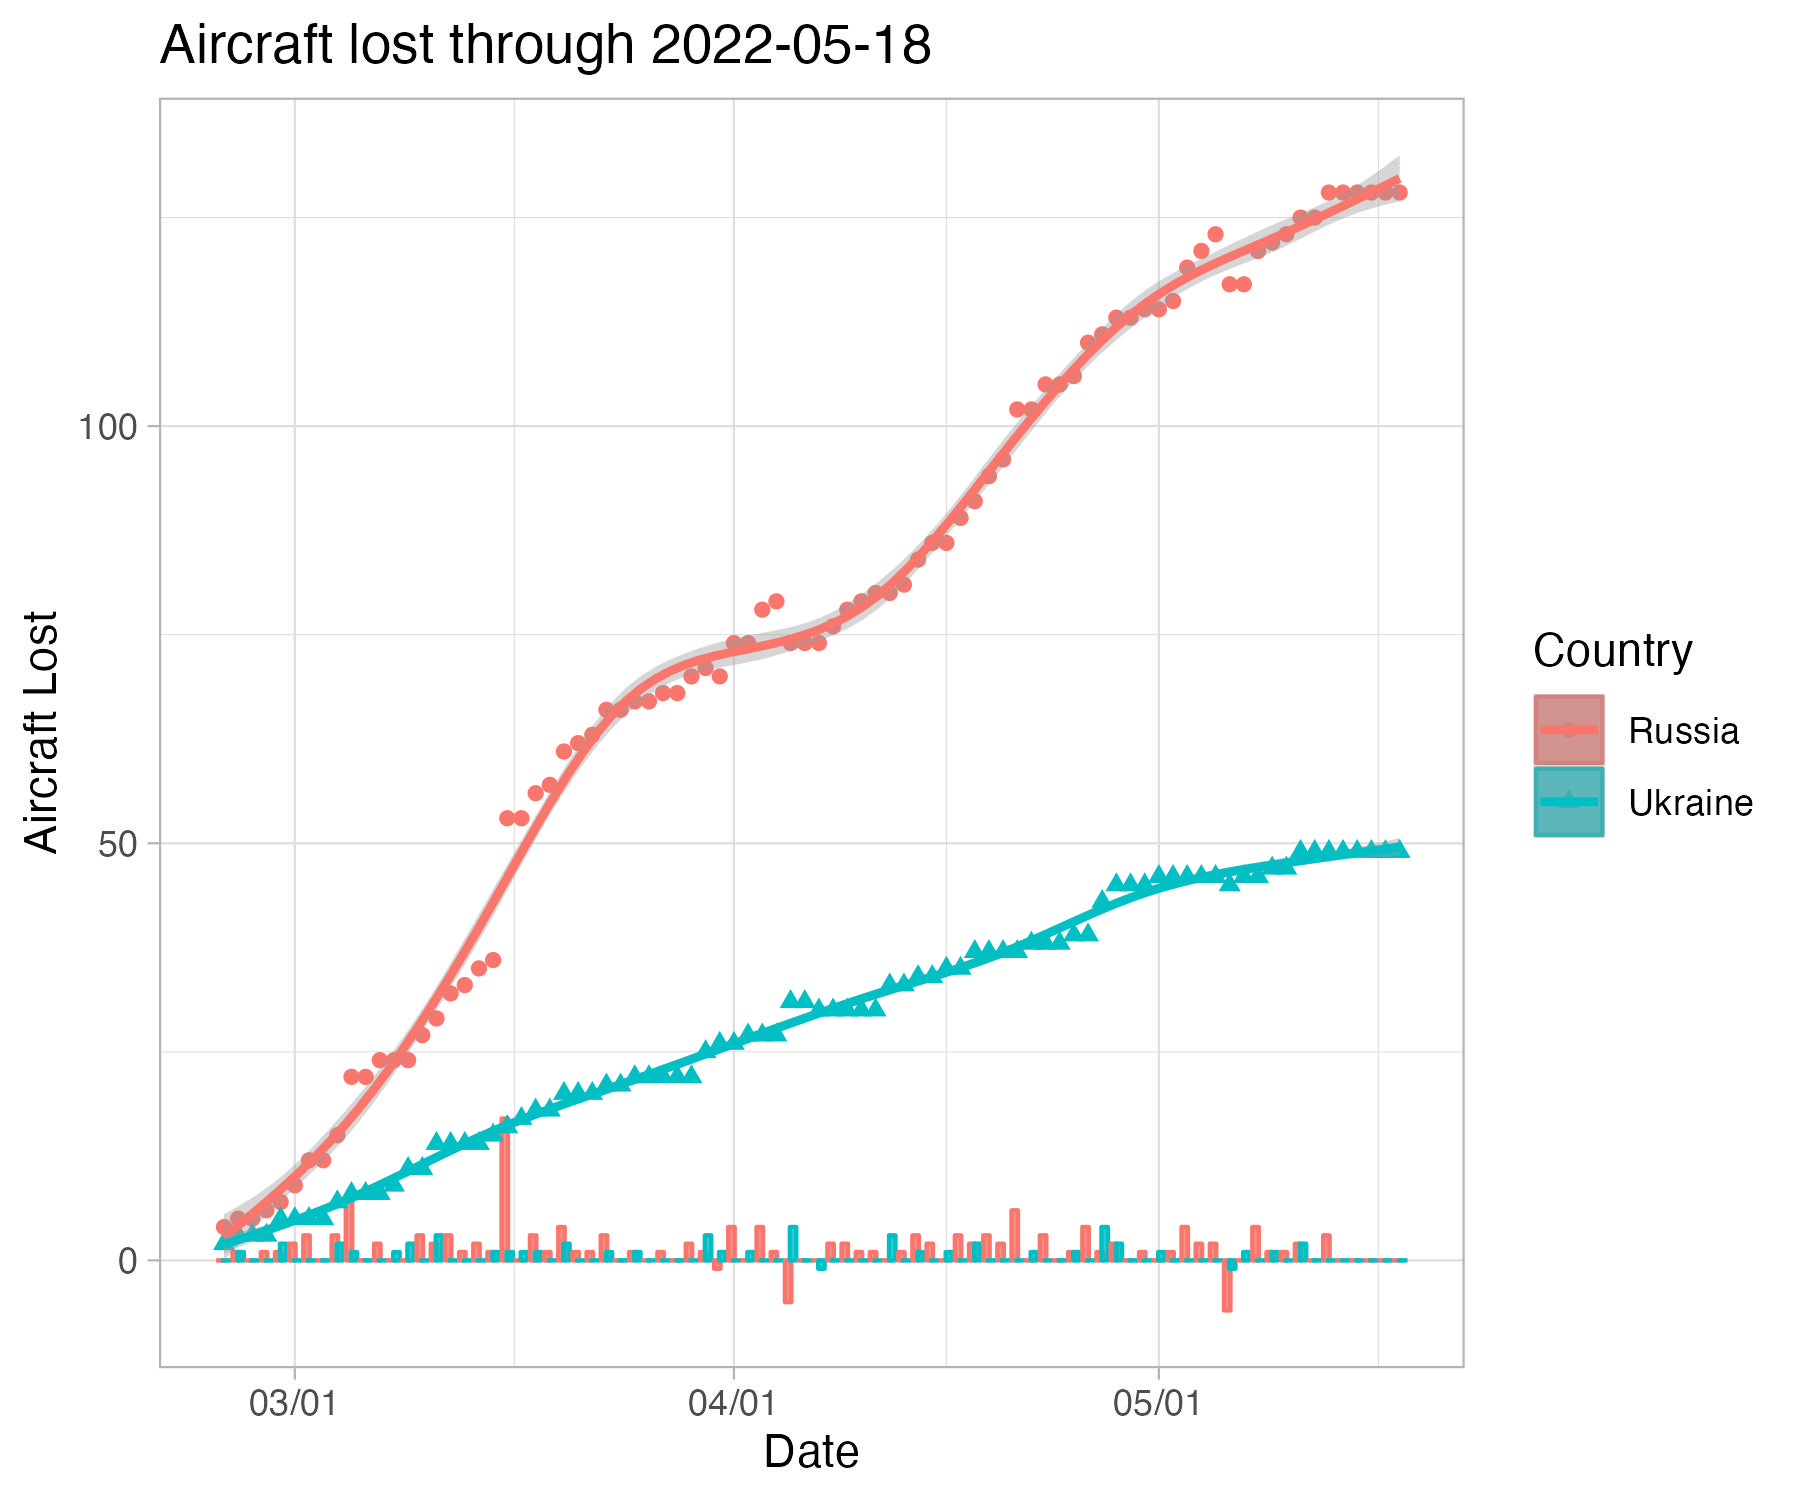 Aircraft lost through 2022-05-18
Aircraft Lost
100
50
0
03/01
04/01
05/01
Date
Country
Russia
Ukraine